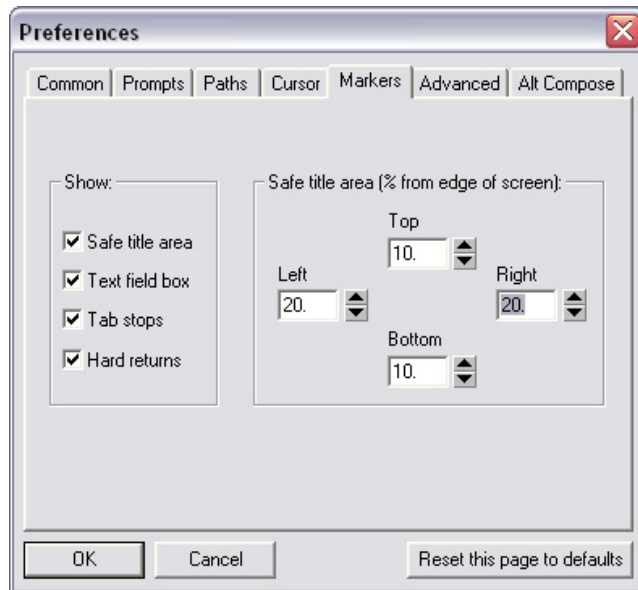 Preferences
Common Prompts Paths Cursor Markers Advanced Alt Compose
Show:
Safe title area
Text field box
Tab stops
Hard returns
Safe title area (% from edge of screen):
Top
10.
Left
20.
Right
20.
Bottom
10.
OK Cancel Reset this page to defaults